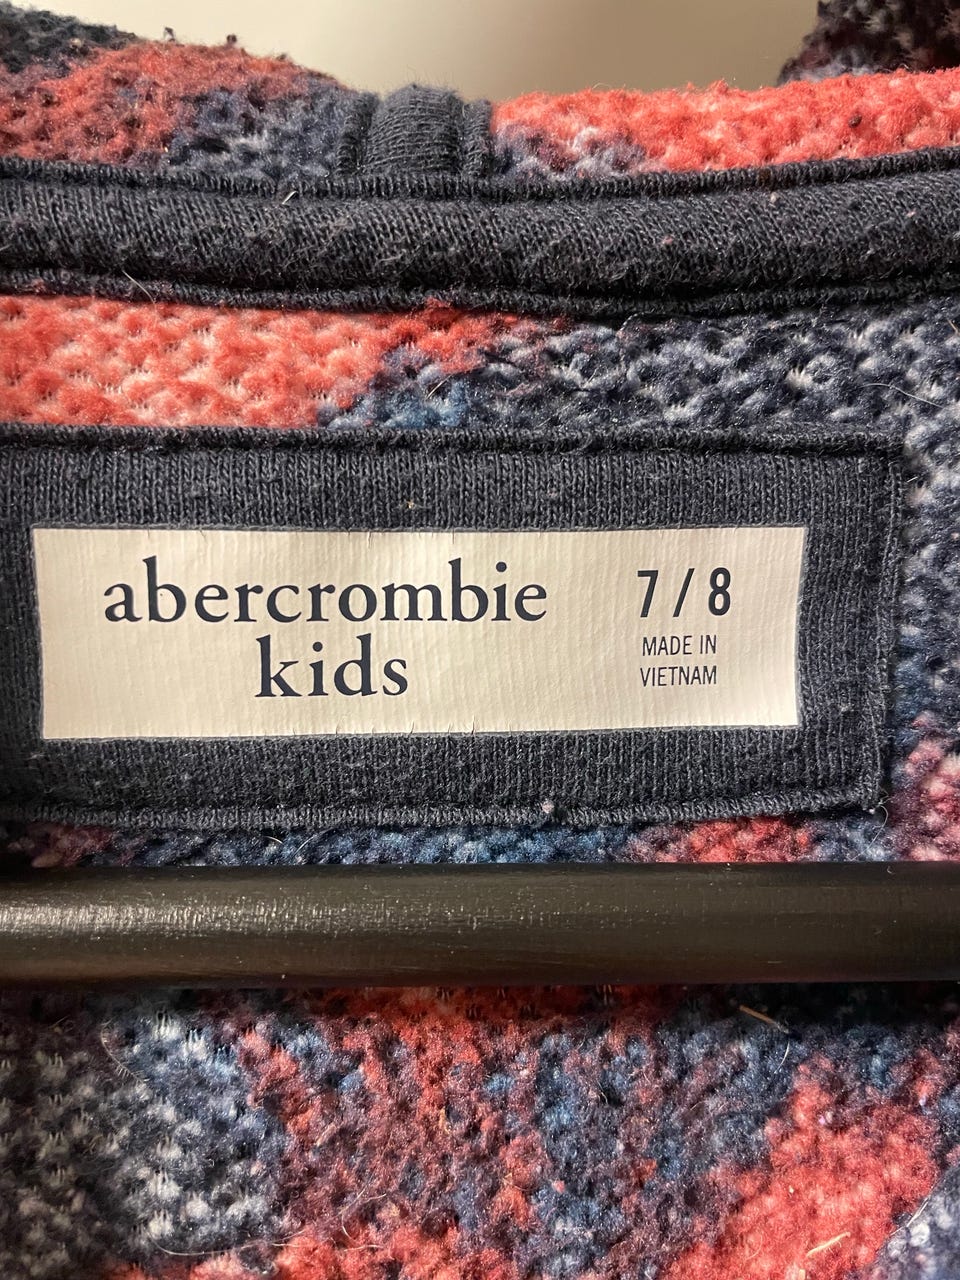 abercrombie
kids
7/8
MADE IN
VIETNAM